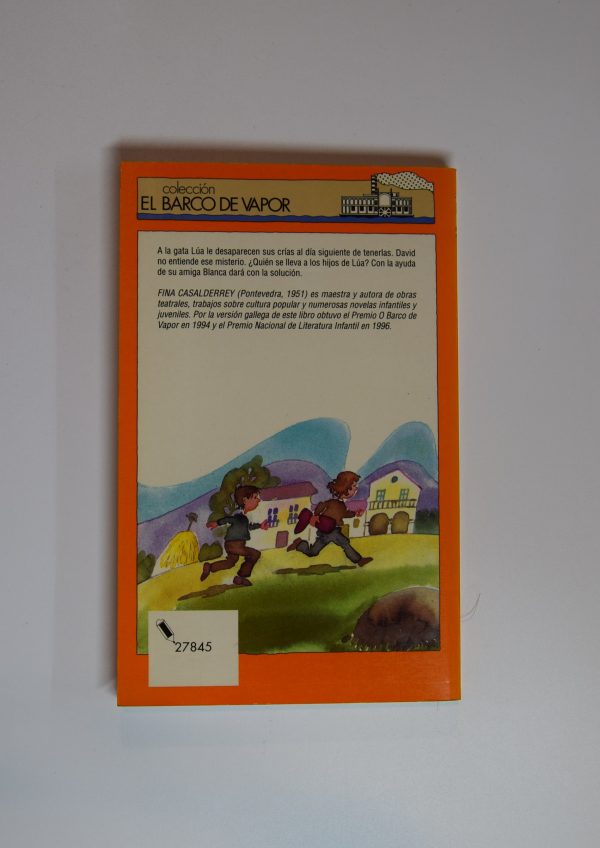 colección
EL BARCO DE VAPOR
A la gata Lúa le desaparecen sus crías al día siguiente de tenerlas. David
no entiende ese misterio. ¿Quién se lleva a los hijos de Lúa? Con la ayuda
de su amiga Blanca dará con la solución.
FINA CASALDERREY (Pontevedra, 1951) es maestra y autora de obras
teatrales, trabajos sobre cultura popular y numerosas novelas infantiles y
juveniles. Por la versión gallega de este libro obtuvo el Premio O Barco de
Vapor en 1994 y el Premio Nacional de Literatura Infantil en 1996.
27845